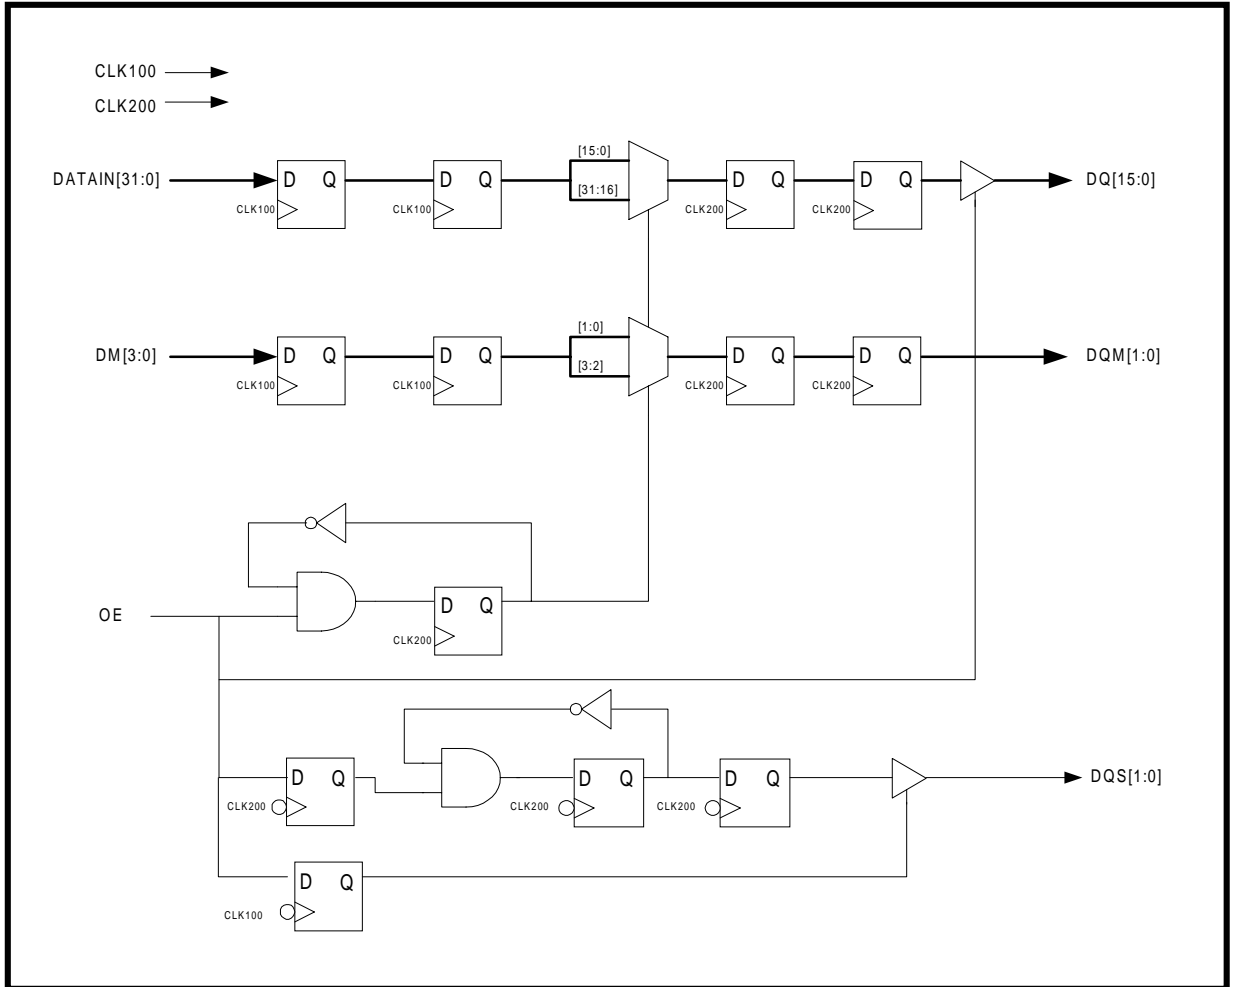 CLK100
CLK200
[15:0]
DATAIN[31:0] D Q D Q [31:16] D Q D Q DQ[15:0]
CLK100 CLK100 CLK200 CLK200
[1:0]
DM[3:0] D Q D Q [3:2] D Q D Q DQM[1:0]
CLK100 CLK100 CLK200 CLK200
D Q
OE
CLK200
D Q D Q D Q DQS[1:0]
CLK200 CLK200 CLK200
D Q
CLK100